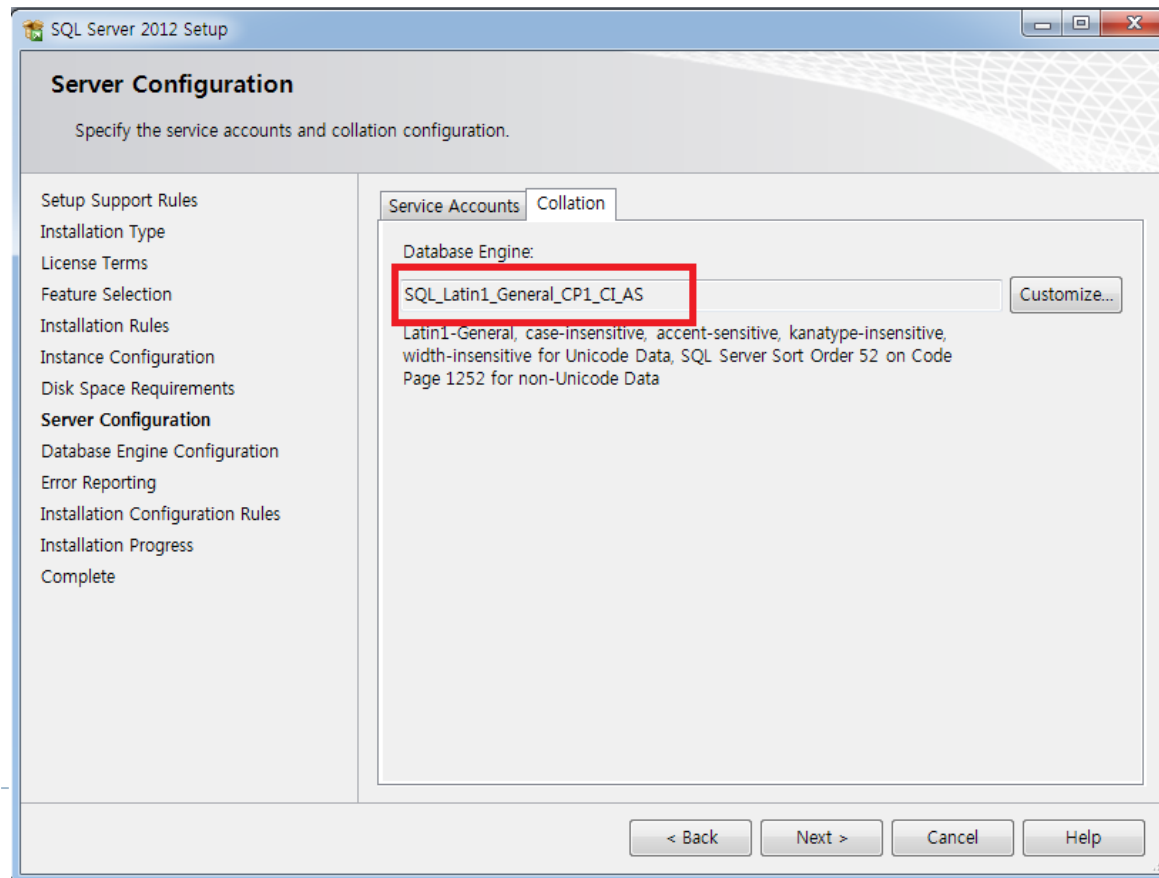 SQL Server 2012 Setup
Server Configuration
Specify the service accounts and collation configuration.
Setup Support Rules
Installation Type
License Terms
Feature Selection
Installation Rules
Instance Configuration
Disk Space Requirements
Server Configuration
Database Engine Configuration
Error Reporting
Installation Configuration Rules
Installation Progress
Complete
Service Accounts
Collation
Database Engine:
SQL_Latin1_General_CP1_CI_AS
Customize...
Latin1-General, case-insensitive, accent-sensitive, kanatype-insensitive,
width-insensitive for Unicode Data, SQL Server Sort Order 52 on Code
Page 1252 for non-Unicode Data
< Back
Next >
Cancel
Help